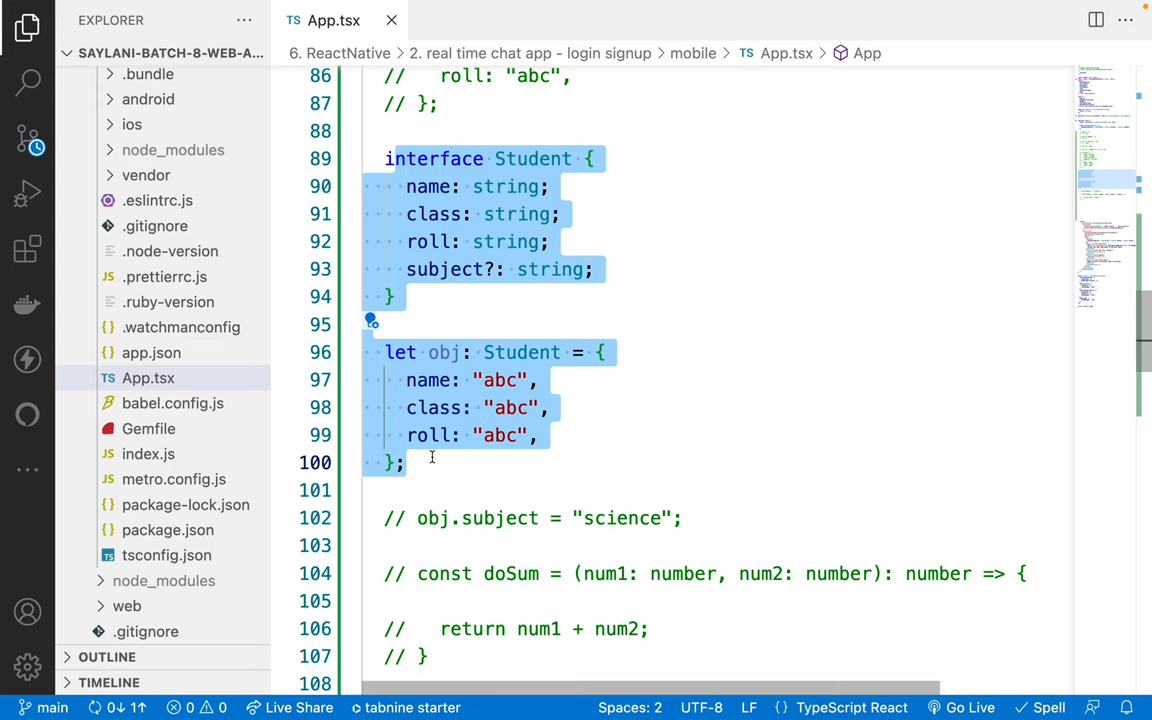 EXPLORER
SAYLANI-BATCH-8-WEB-A...
.bundle
android
ios
node_modules
vendor
.eslintrc.js
.gitignore
.node-version
.prettierrc.js
.ruby-version
.watchmanconfig
app.json
App.tsx
babel.config.js
Gemfile
index.js
metro.config.js
package-lock.json
package.json
tsconfig.json
node_modules
web
.gitignore
OUTLINE
TIMELINE
TS App.tsx
6. ReactNative > 2. real time chat app - login signup > mobile > TS App.tsx > App
86 // roll: "abc",
87 // };
88
89 interface Student {
90 name: string;
91 class: string;
92 roll: string;
93 subject?: string;
94 }
95
96 let obj: Student = {
97 name: "abc",
98 class: "abc",
99 roll: "abc",
100 };
101
102 // obj.subject = "science";
103
104 // const doSum = (num1: number, num2: number): number => {
105
106 // return num1 + num2;
107 // }
108
main 0↓ 1↑ 0 0 Live Share tabnine starter Spaces: 2 UTF-8 LF {} TypeScript React Go Live Spell